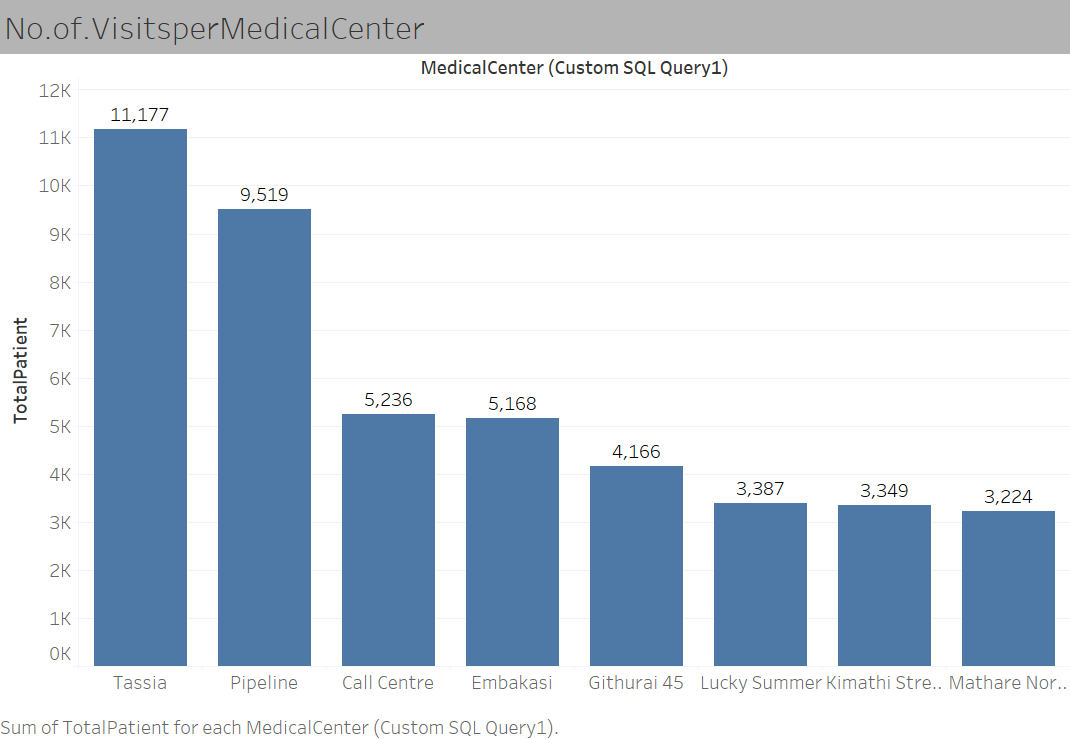 No.of.VisitsperMedicalCenter
MedicalCenter (Custom SQL Query1)
12K
11K
10K
9K
8K
7K
6K
5K
4K
3K
2K
1K
0K
TotalPatient
11,177
9,519
5,236
5,168
4,166
3,387
3,349
3,224
Tassia Pipeline Call Centre Embakasi Githurai 45 Lucky Summer Kimathi Stre.. Mathare Nor..
Sum of TotalPatient for each MedicalCenter (Custom SQL Query1).